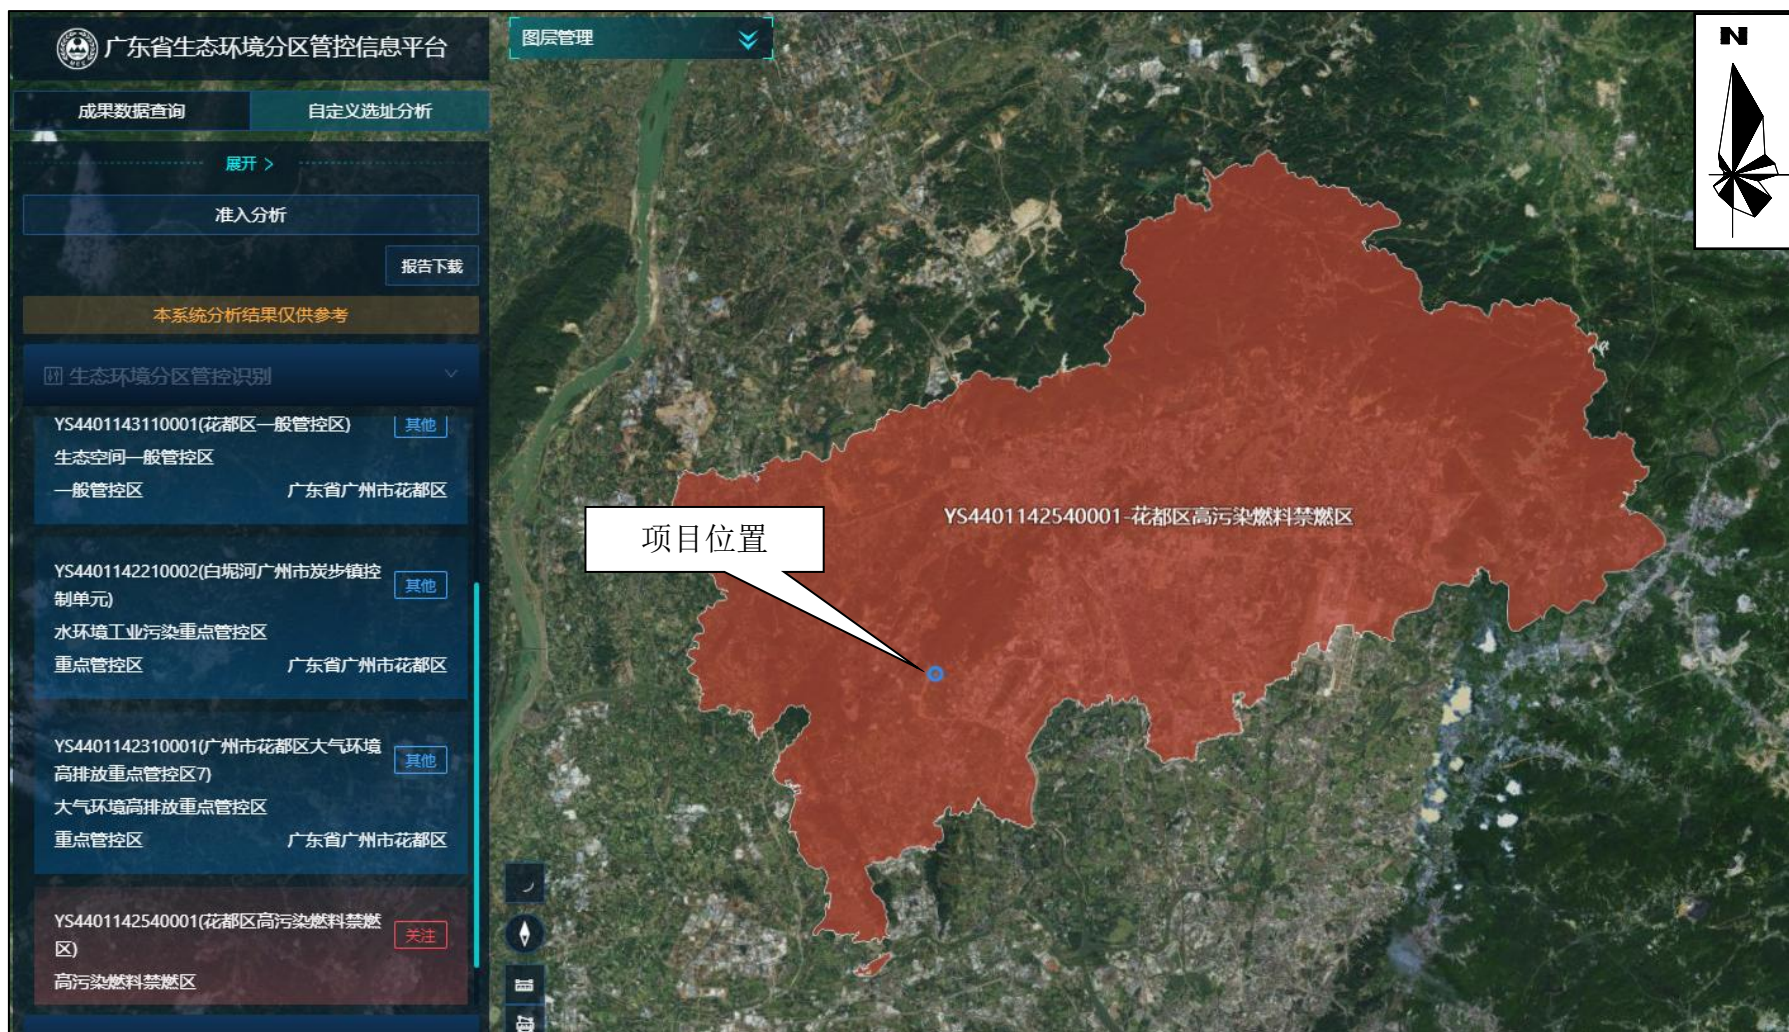 广东省生态环境分区管控信息平台
成果数据查询
自定义选址分析
展开 >
准入分析
报告下载
本系统分析结果仅供参考
生态环境分区管控识别
YS4401143110001(花都区一般管控区)
其他
生态空间一般管控区
一般管控区
广东省广州市花都区
YS4401142210002(白坭河广州市炭步镇控
制单元)
其他
水环境工业污染重点管控区
重点管控区
广东省广州市花都区
YS4401142310001(广州市花都区大气环境
高排放重点管控区7)
其他
大气环境高排放重点管控区
重点管控区
广东省广州市花都区
YS4401142540001(花都区高污染燃料禁燃
区)
关注
高污染燃料禁燃区
图层管理
YS4401142540001-花都区高污染燃料禁燃区
项目位置
N